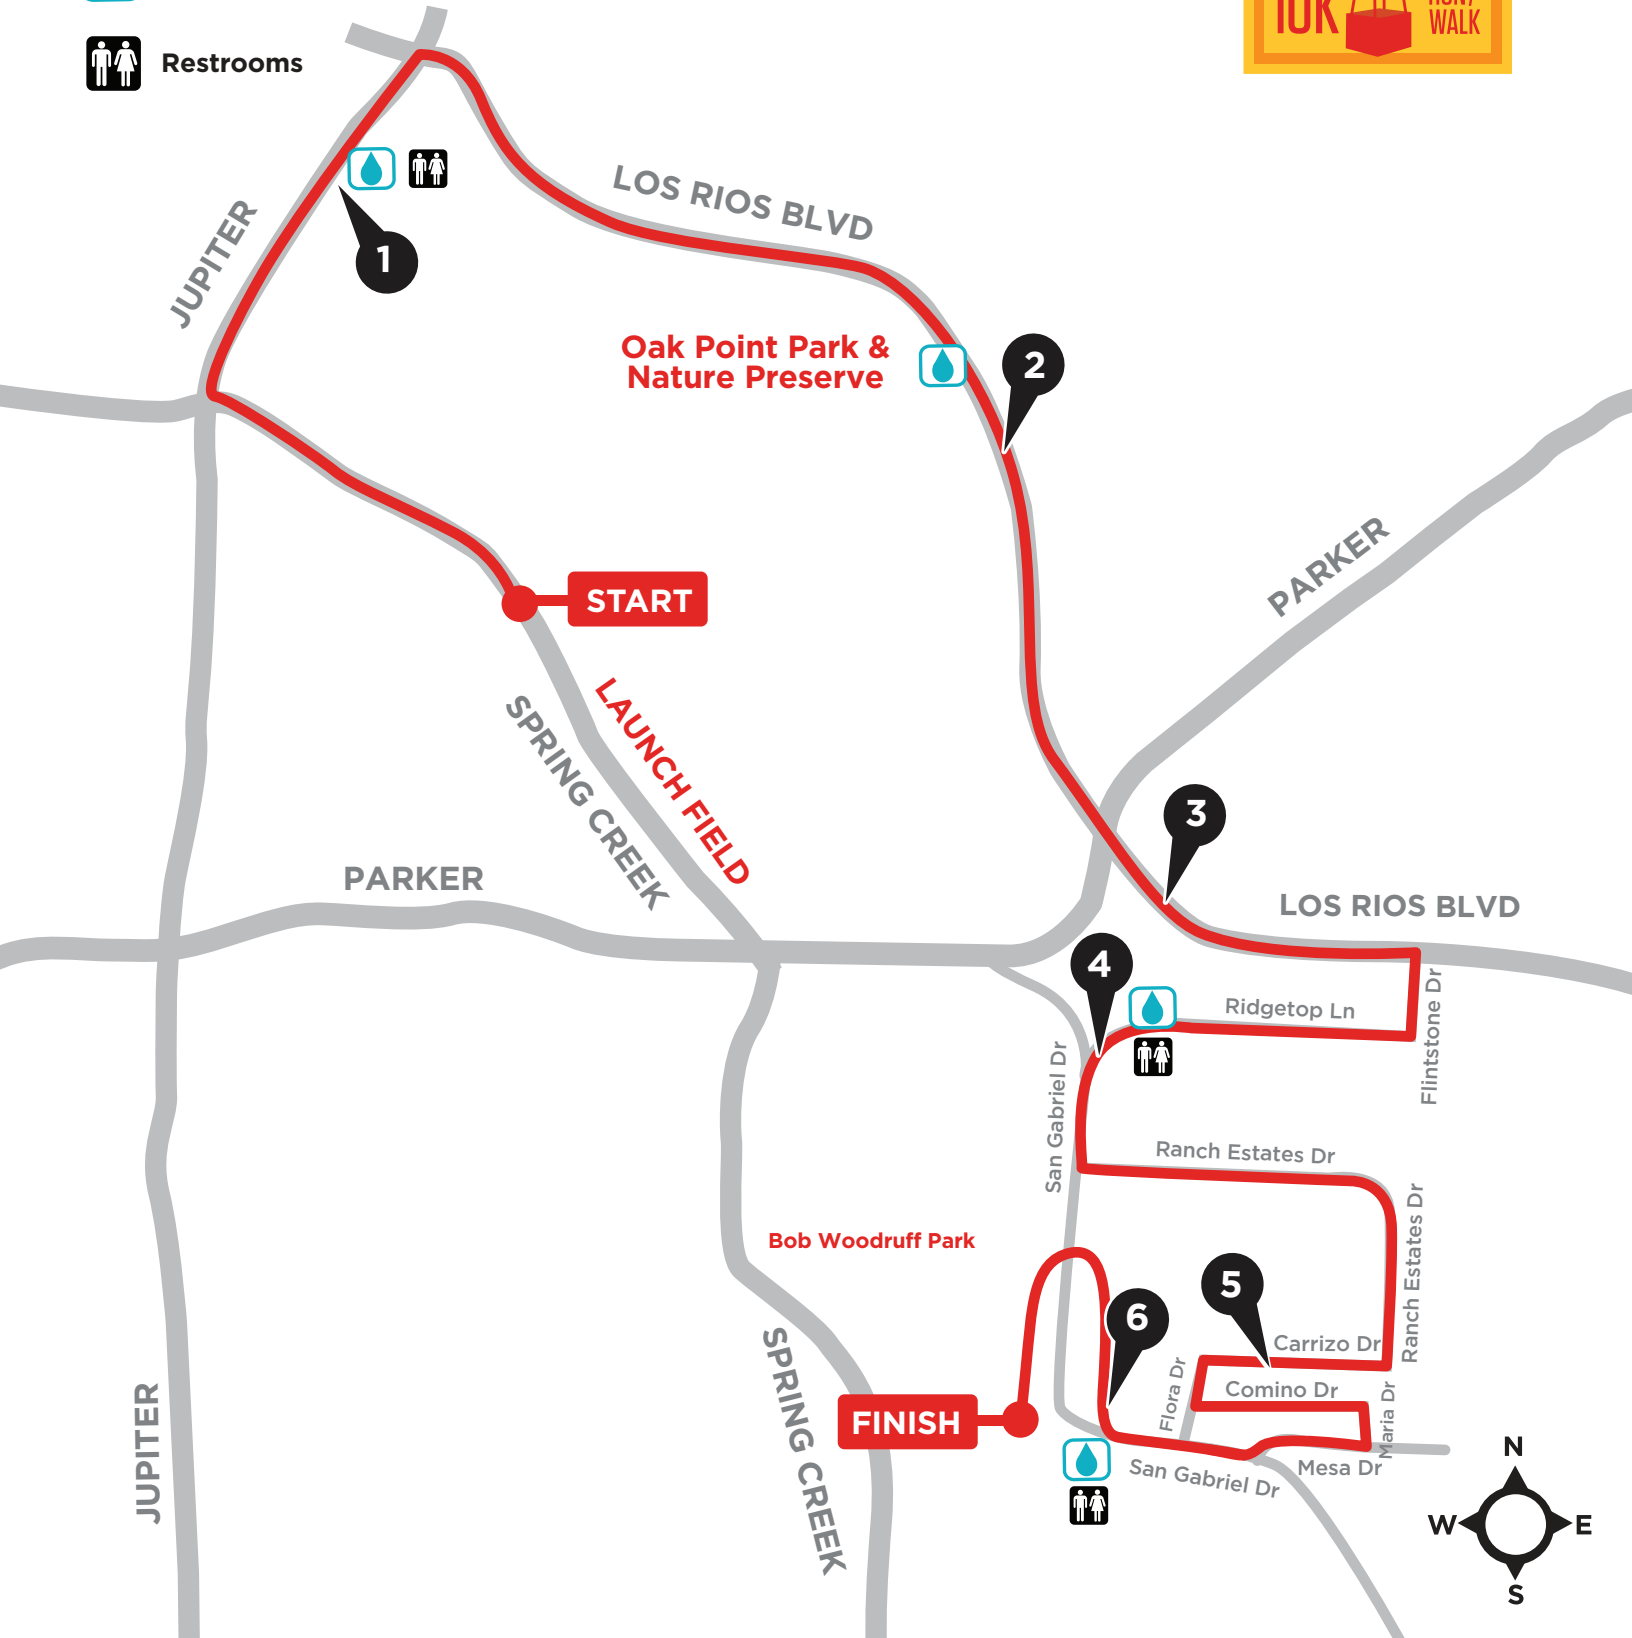 10K
RUN/
WALK
Restrooms
JUPITER
1
LOS RIOS BLVD
Oak Point Park &
Nature Preserve
2
PARKER
START
LAUNCH FIELD
SPRING CREEK
3
PARKER
LOS RIOS BLVD
4
Ridgetop Ln
Flintstone Dr
San Gabriel Dr
Ranch Estates Dr
Ranch Estates Dr
Bob Woodruff Park
5
6
Carrizo Dr
Flora Dr
Comino Dr
Maria Dr
FINISH
SPRING CREEK
JUPITER
San Gabriel Dr
Mesa Dr
N
W
E
S